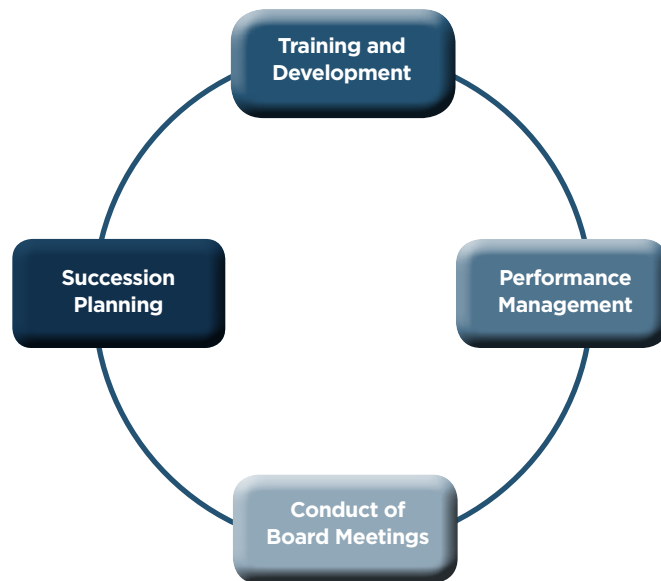 Training and
Development
Succession
Planning
Performance
Management
Conduct of
Board Meetings